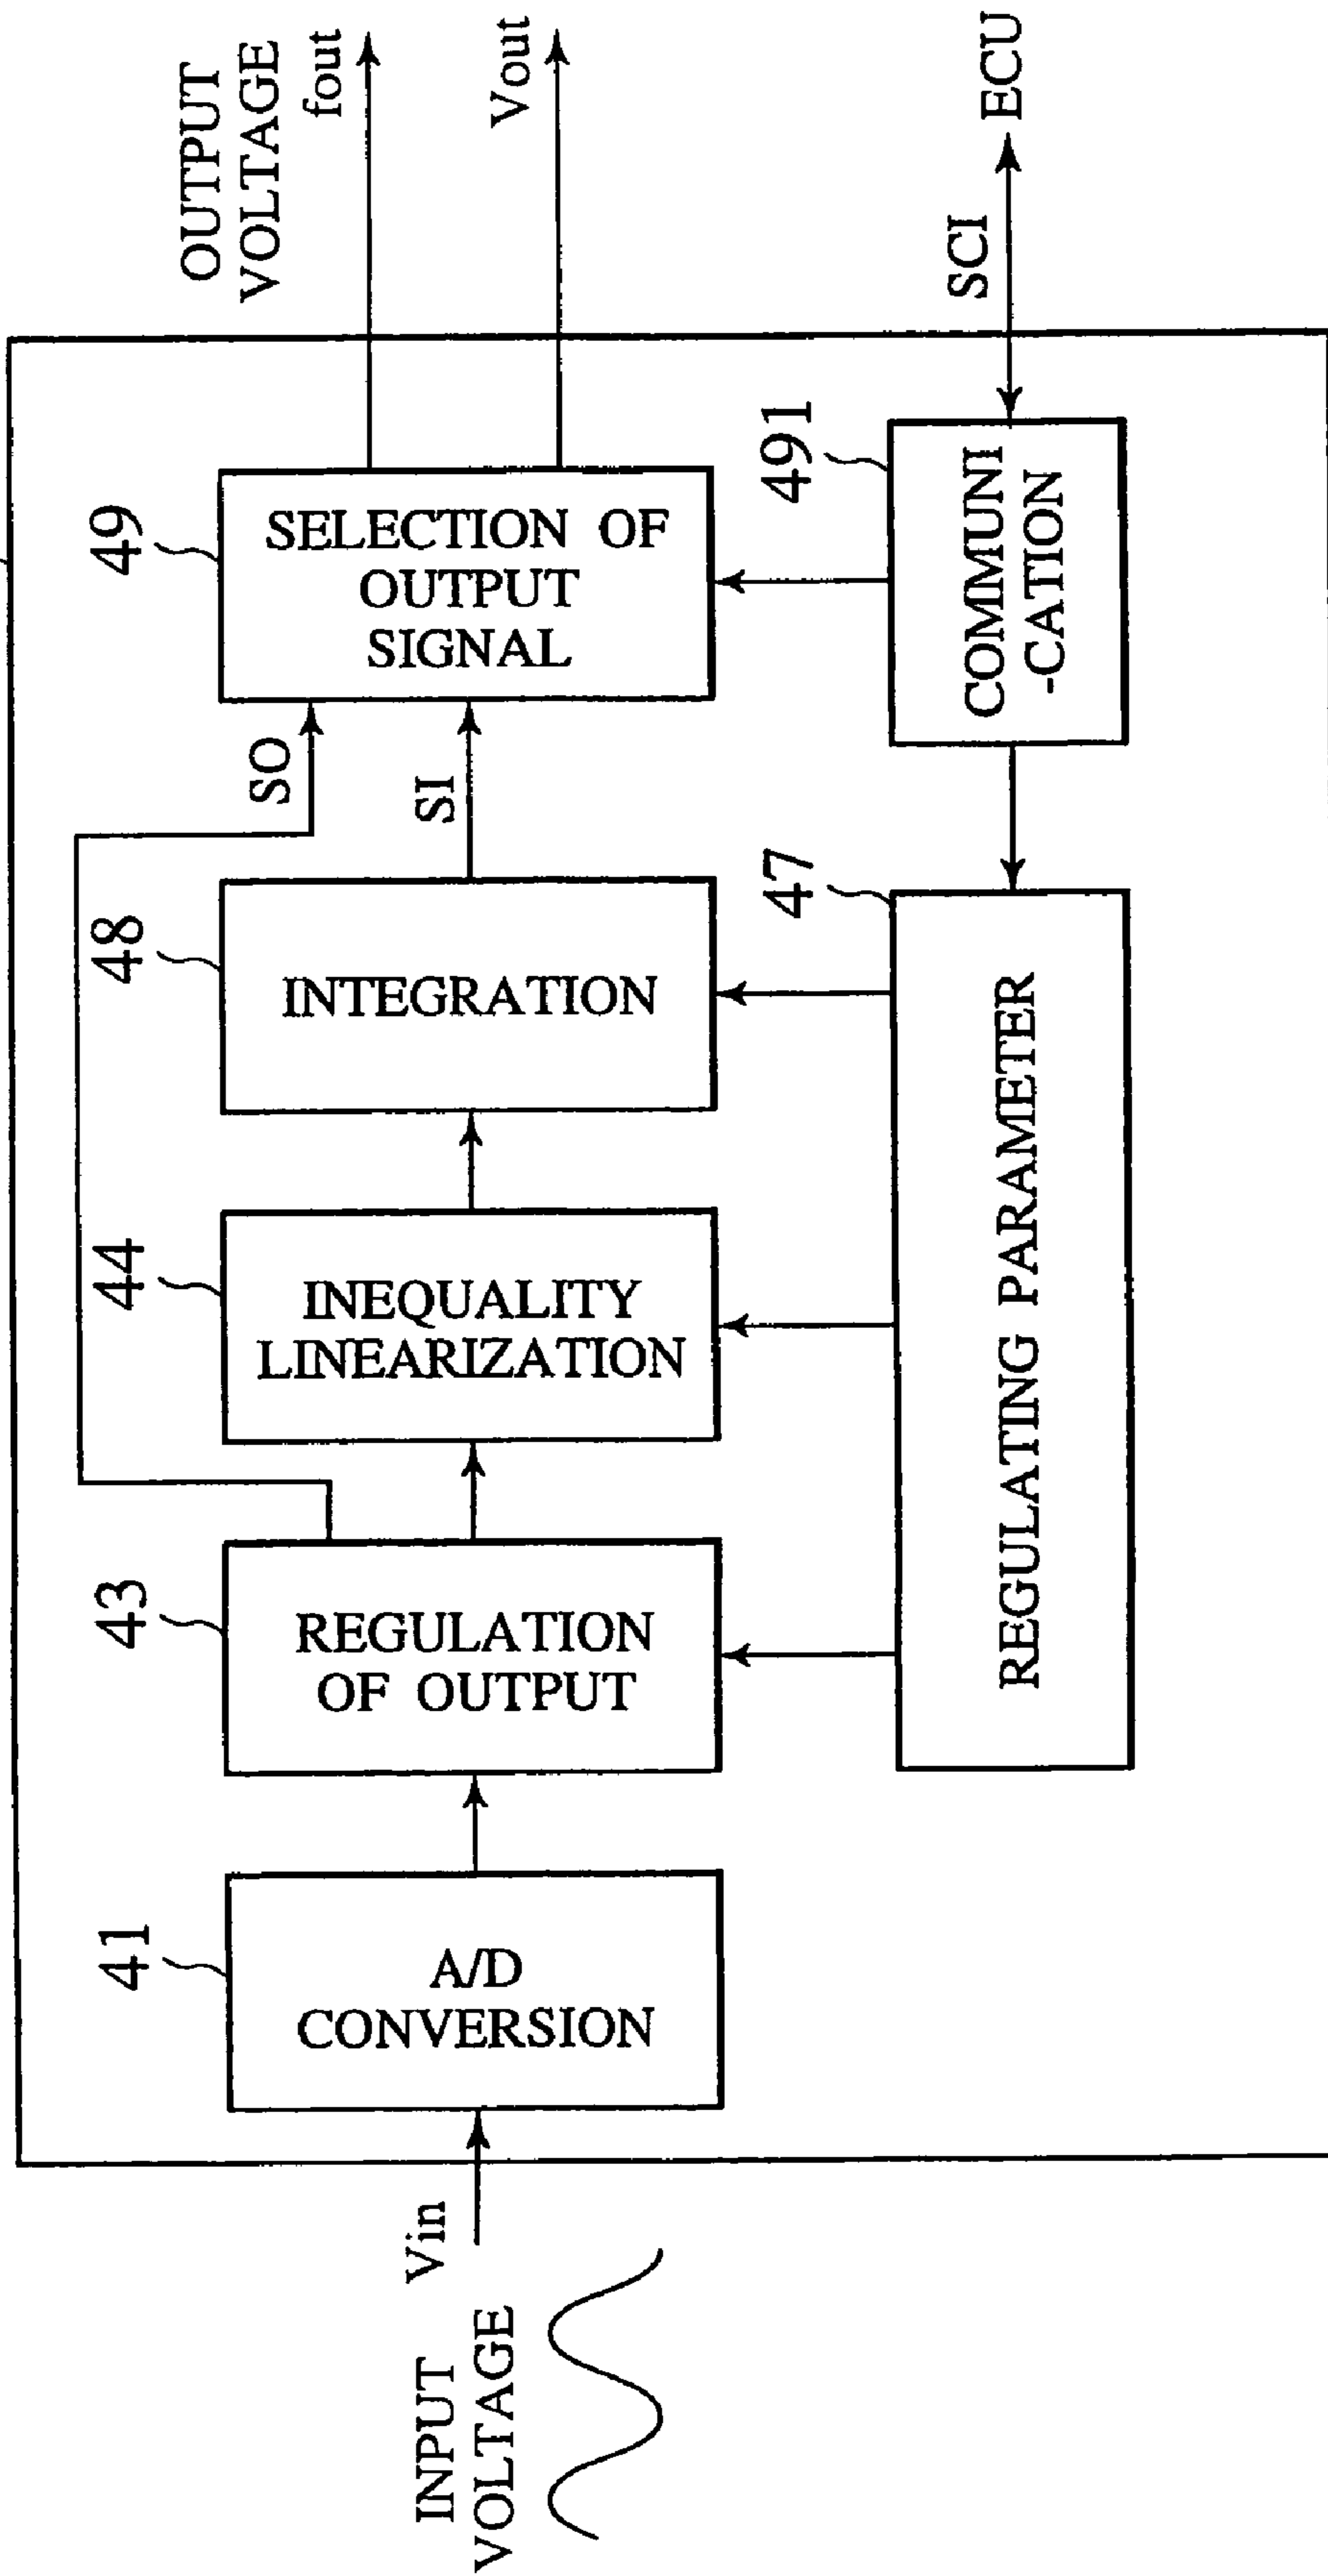 INPUT
VOLTAGE
Vin
41
A/D
CONVERSION
43
REGULATION
OF OUTPUT
44
INEQUALITY
LINEARIZATION
48
INTEGRATION
SO
SI
49
SELECTION OF
OUTPUT
SIGNAL
OUTPUT
VOLTAGE
fout
Vout
47
REGULATING PARAMETER
491
COMMUNI
-CATION
SCI
ECU